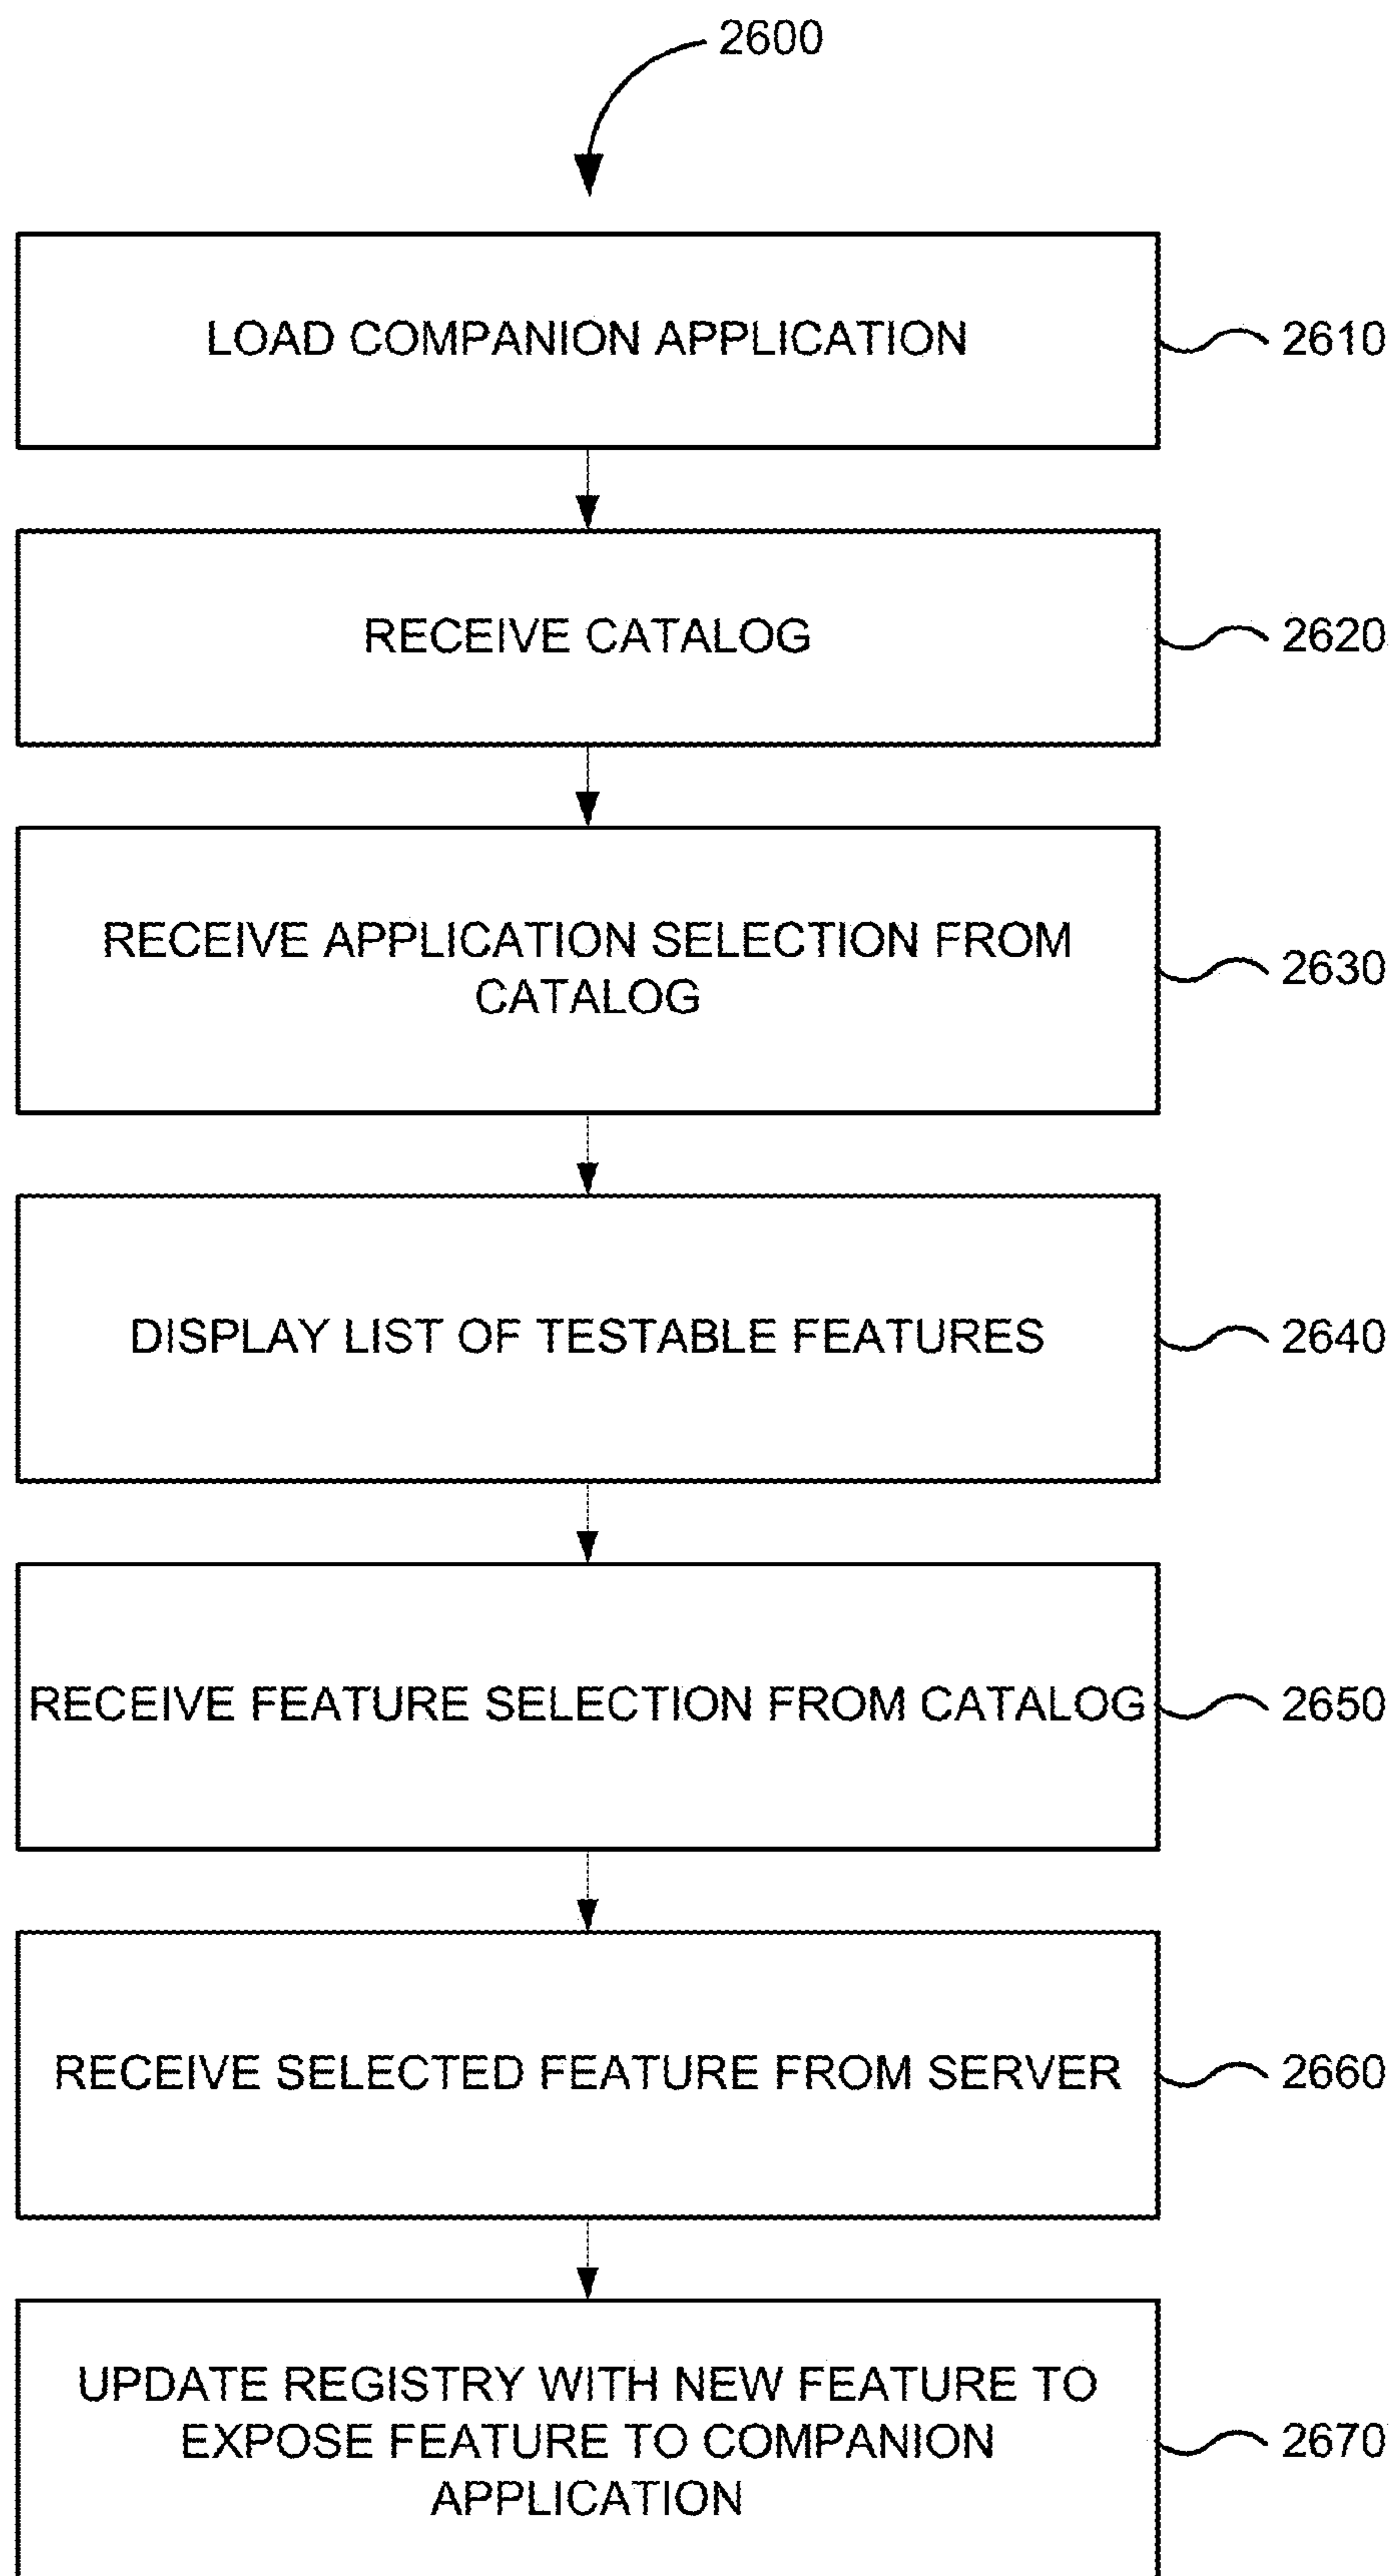 2600
LOAD COMPANION APPLICATION
2610
RECEIVE CATALOG
2620
RECEIVE APPLICATION SELECTION FROM
CATALOG
2630
DISPLAY LIST OF TESTABLE FEATURES
2640
RECEIVE FEATURE SELECTION FROM CATALOG
2650
RECEIVE SELECTED FEATURE FROM SERVER
2660
UPDATE REGISTRY WITH NEW FEATURE TO
EXPOSE FEATURE TO COMPANION
APPLICATION
2670